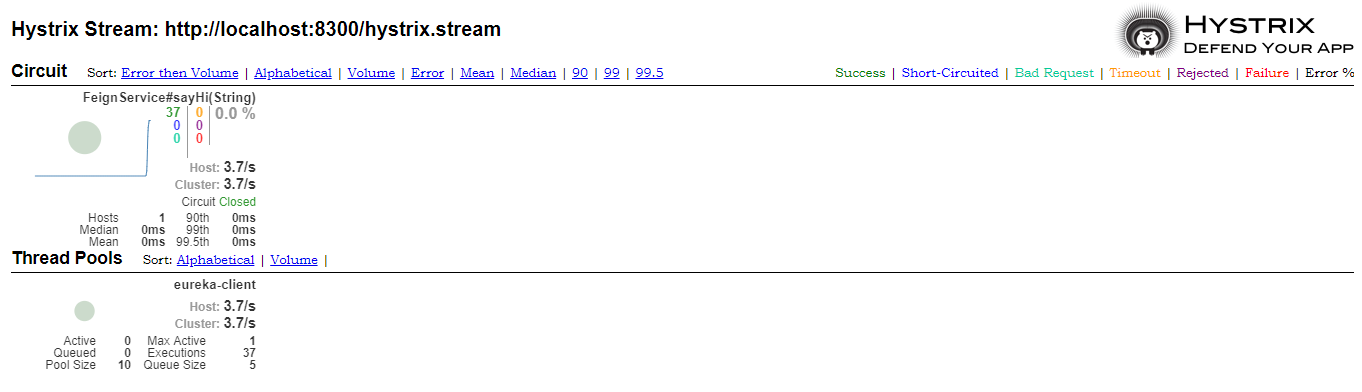 Hystrix Stream: http://localhost:8300/hystrix.stream
HYSTRIX
DEFEND YOUR APP
Circuit Sort: Error then Volume | Alphabetical | Volume | Error | Mean | Median | 90 | 99 | 99.5
Success | Short-Circuited | Bad Request | Timeout | Rejected | Failure | Error %
FeignService#sayHi(String)
37 0 0.0 %
0 0
0 0
Host: 3.7/s
Cluster: 3.7/s
Circuit Closed
Hosts 1 90th 0ms
Median 0ms 99th 0ms
Mean 0ms 99.5th 0ms
Thread Pools Sort: Alphabetical | Volume |
eureka-client
Host: 3.7/s
Cluster: 3.7/s
Active 0 Max Active 1
Queued 0 Executions 37
Pool Size 10 Queue Size 5